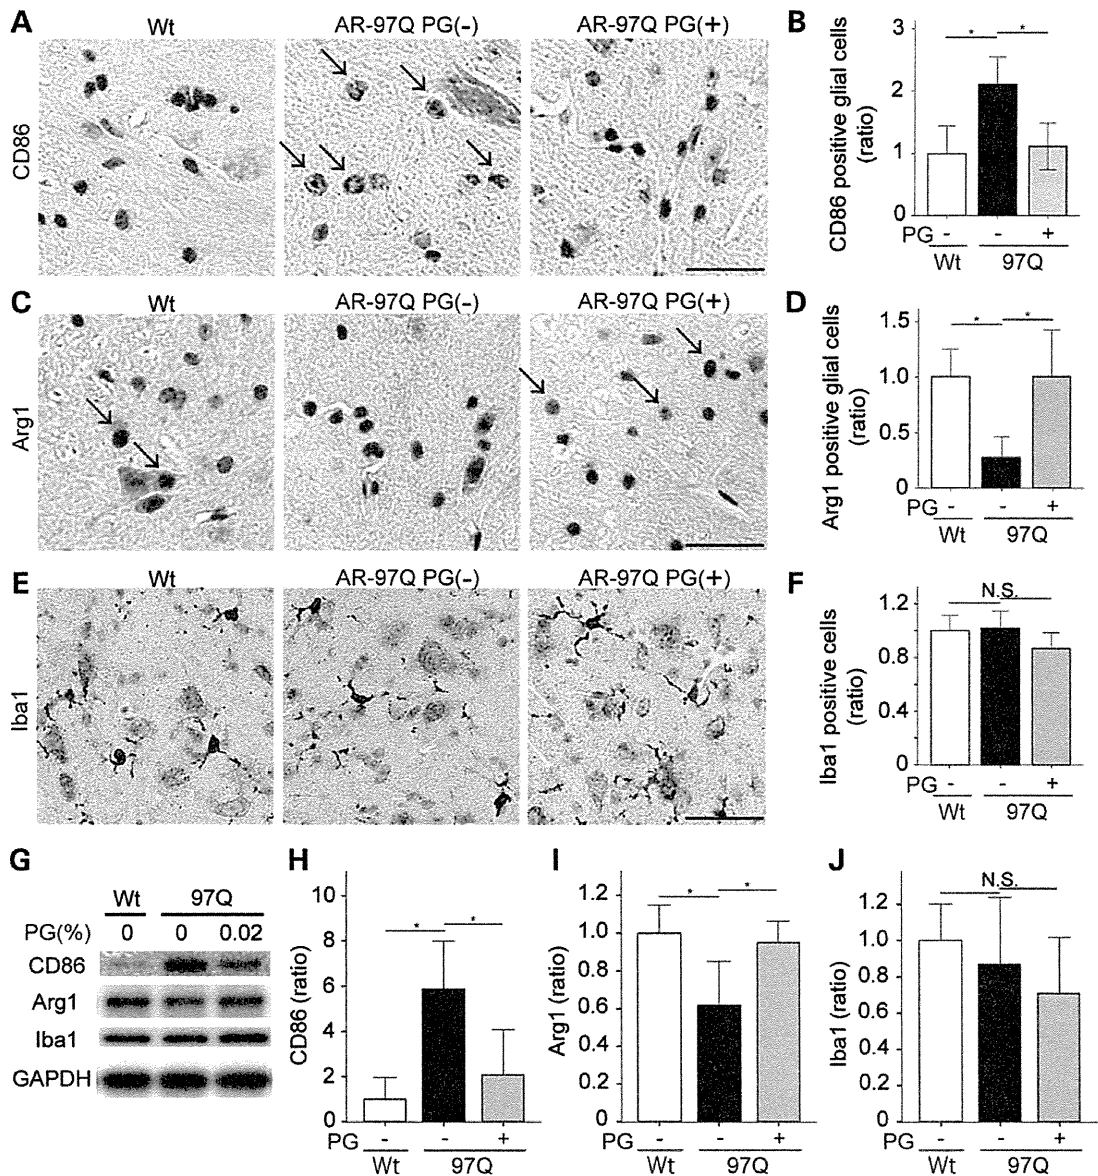 A
Wt
AR-97Q PG(-)
AR-97Q PG(+)
CD86
B
CD86 positive glial cells
(ratio)
3
2
1
0
*
*
PG - - +
Wt 97Q
C
Wt
AR-97Q PG(-)
AR-97Q PG(+)
Arg1
D
Arg1 positive glial cells
(ratio)
1.5
1.0
0.5
0
*
*
PG - - +
Wt 97Q
E
Wt
AR-97Q PG(-)
AR-97Q PG(+)
Iba1
F
Iba1 positive cells
(ratio)
1.2
0.8
0.4
0
N.S.
PG - - +
Wt 97Q
G
Wt 97Q
PG(%) 0 0 0.02
CD86
Arg1
Iba1
GAPDH
H
CD86 (ratio)
10
8
6
4
2
0
*
*
PG - - +
Wt 97Q
I
Arg1 (ratio)
1.2
1.0
0.8
0.6
0.4
0.2
0
*
*
PG - - +
Wt 97Q
J
Iba1 (ratio)
1.2
1.0
0.8
0.6
0.4
0.2
0
N.S.
PG - - +
Wt 97Q